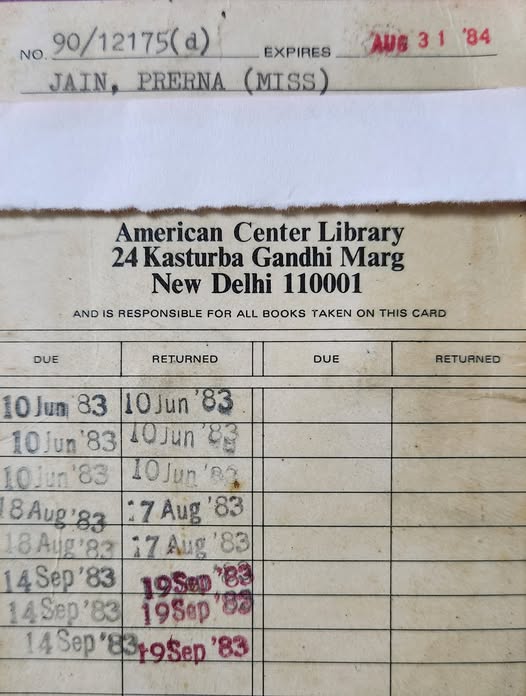 NO. 90/12175(d) EXPIRES AUG 31 '84
JAIN, PRERNA (MISS)
American Center Library
24 Kasturba Gandhi Marg
New Delhi 110001
AND IS RESPONSIBLE FOR ALL BOOKS TAKEN ON THIS CARD
DUE RETURNED DUE RETURNED
10 Jun '83 10 Jun '83
10 Jun '83 10 Jun '83
10 Jun '83 10 Jun '83
18 Aug '83 17 Aug '83
18 Aug '83 17 Aug '83
14 Sep '83 19 Sep '83
14 Sep '83 19 Sep '83
14 Sep '83 19 Sep '83